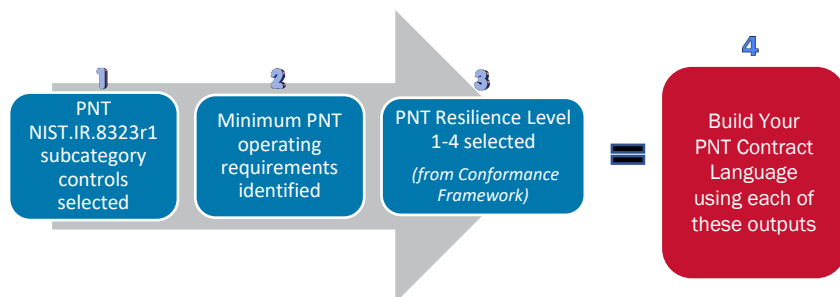 1
PNT
NIST.IR.8323r1
subcategory
controls
selected
2
Minimum PNT
operating
requirements
identified
3
PNT Resilience Level
1-4 selected
(from Conformance
Framework)
=
4
Build Your
PNT Contract
Language
using each of
these outputs